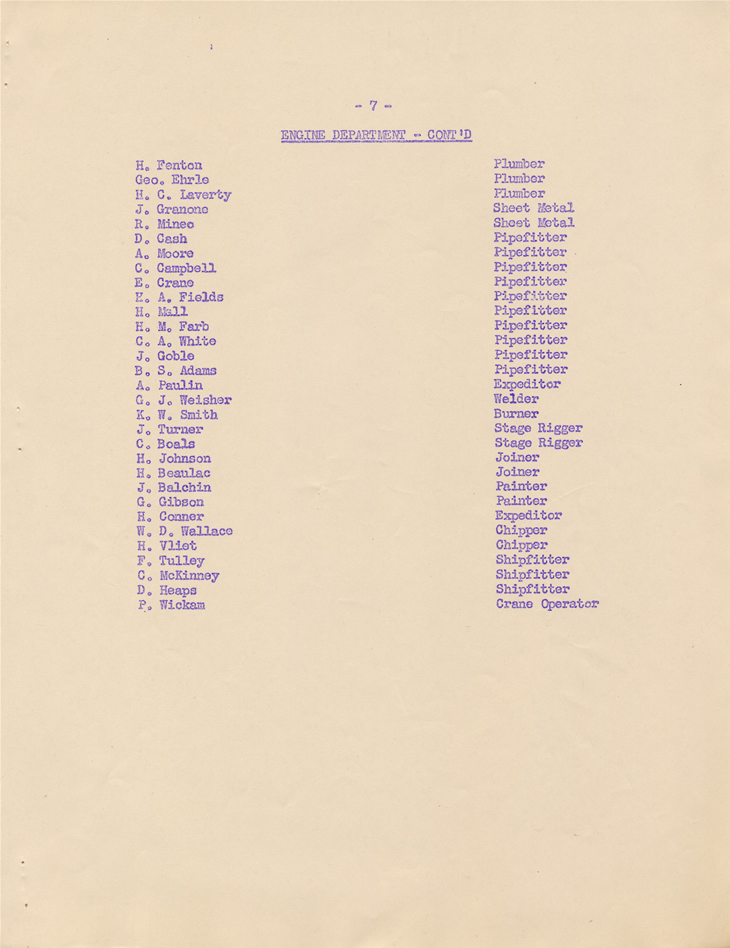 - 7 -
ENGINE DEPARTMENT - CONT'D
H. Fenton Plumber
Geo. Ehrle Plumber
H. C. Laverty Plumber
J. Granone Sheet Metal
R. Mineo Sheet Metal
D. Cash Pipefitter
A. Moore Pipefitter
C. Campbell Pipefitter
E. Crane Pipefitter
K. A. Fields Pipefitter
H. Mall Pipefitter
H. M. Farb Pipefitter
C. A. White Pipefitter
J. Goble Pipefitter
B. S. Adams Pipefitter
A. Paulin Expeditor
G. J. Weisher Welder
K. W. Smith Burner
J. Turner Stage Rigger
C. Boals Stage Rigger
H. Johnson Joiner
H. Beaulac Joiner
J. Balchin Painter
G. Gibson Painter
H. Conner Expeditor
W. D. Wallace Chipper
H. Vliet Chipper
F. Tulley Shipfitter
C. McKinney Shipfitter
D. Heaps Shipfitter
P. Wickam Crane Operator